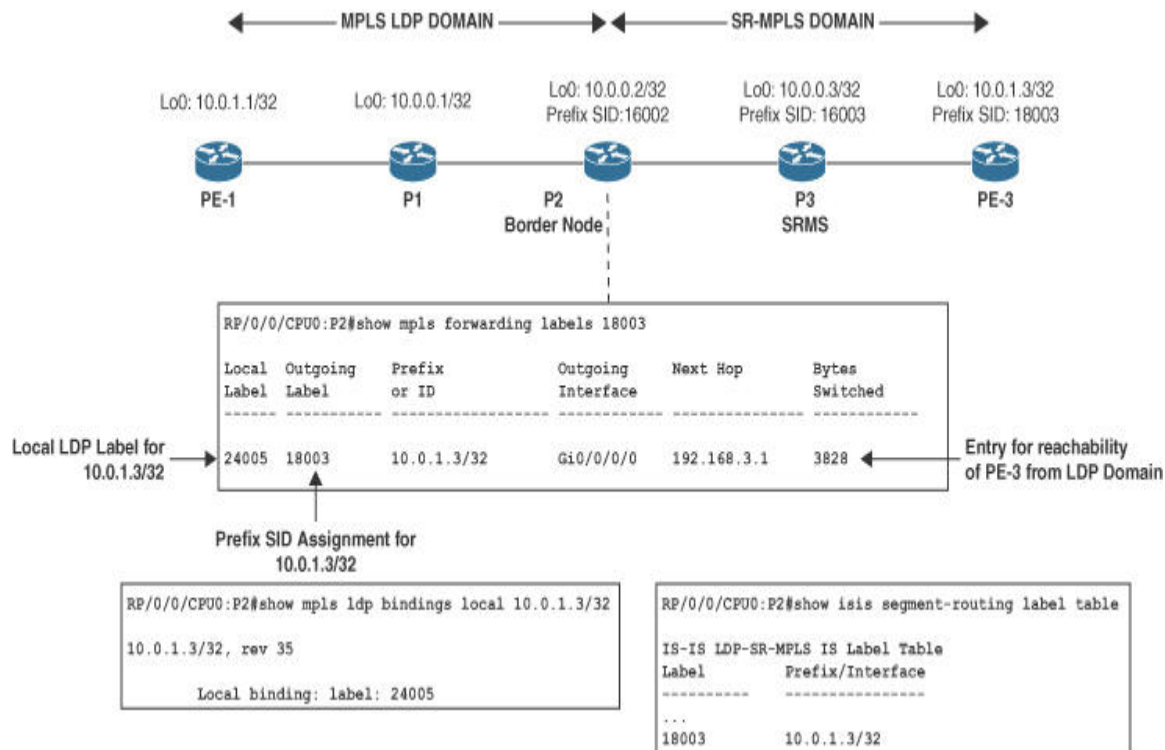 MPLS LDP DOMAIN
SR-MPLS DOMAIN
Lo0: 10.0.1.1/32
Lo0: 10.0.0.1/32
Lo0: 10.0.0.2/32
Prefix SID:16002
Lo0: 10.0.0.3/32
Prefix SID: 16003
Lo0: 10.0.1.3/32
Prefix SID: 18003
PE-1
P1
P2
Border Node
P3
SRMS
PE-3
RP/0/0/CPU0:P2#show mpls forwarding labels 18003
Local Outgoing Prefix Outgoing Next Hop Bytes
Label Label or ID Interface Switched
------ ----------- ------------------ ------------ --------------- ------------
24005 18003 10.0.1.3/32 Gi0/0/0/0 192.168.3.1 3828
Local LDP Label for
10.0.1.3/32
Entry for reachability
of PE-3 from LDP Domain
Prefix SID Assignment for
10.0.1.3/32
RP/0/0/CPU0:P2#show mpls ldp bindings local 10.0.1.3/32
10.0.1.3/32, rev 35
Local binding: label: 24005
RP/0/0/CPU0:P2#show isis segment-routing label table
IS-IS LDP-SR-MPLS IS Label Table
Label Prefix/Interface
---------- ----------------
...
18003 10.0.1.3/32